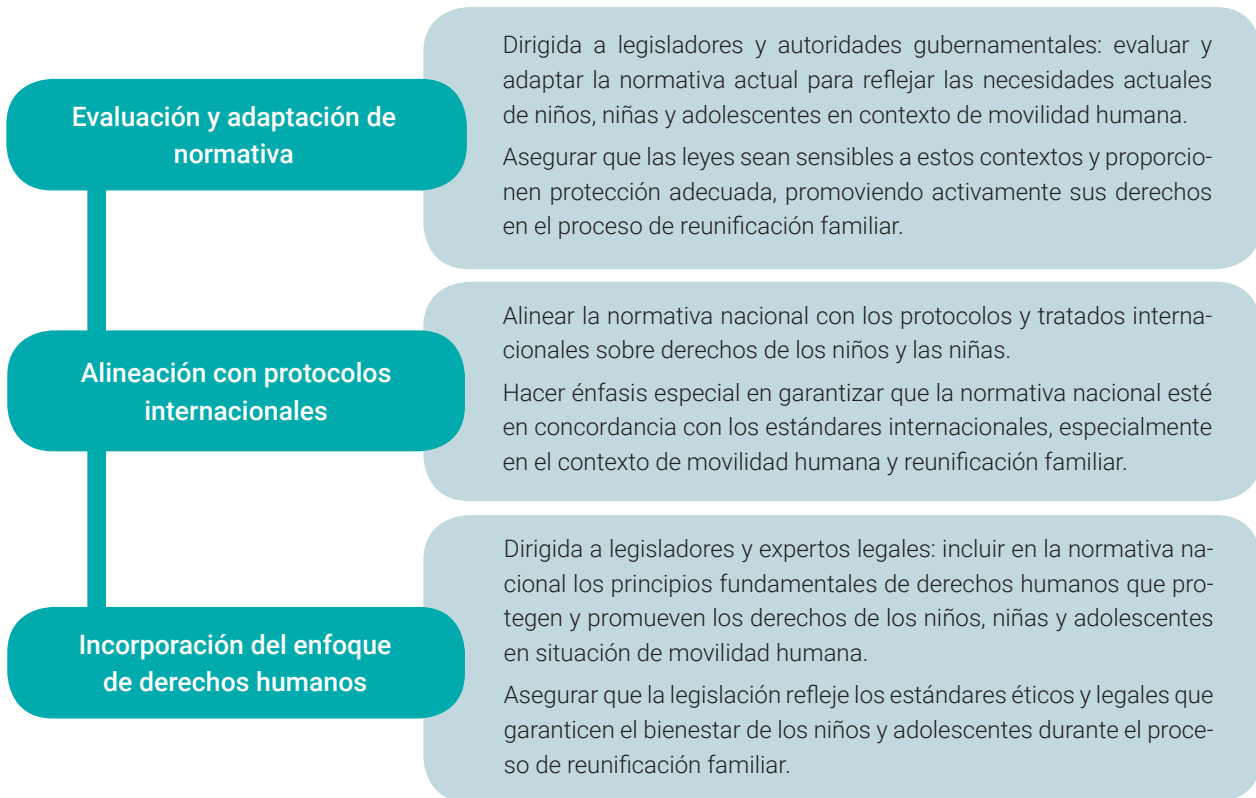 Evaluación y adaptación de
normativa
Dirigida a legisladores y autoridades gubernamentales: evaluar y
adaptar la normativa actual para reflejar las necesidades actuales
de niños, niñas y adolescentes en contexto de movilidad humana.
Asegurar que las leyes sean sensibles a estos contextos y proporcio-
nen protección adecuada, promoviendo activamente sus derechos
en el proceso de reunificación familiar.
Alineación con protocolos
internacionales
Alinear la normativa nacional con los protocolos y tratados interna-
cionales sobre derechos de los niños y las niñas.
Hacer énfasis especial en garantizar que la normativa nacional esté
en concordancia con los estándares internacionales, especialmente
en el contexto de movilidad humana y reunificación familiar.
Incorporación del enfoque
de derechos humanos
Dirigida a legisladores y expertos legales: incluir en la normativa na-
cional los principios fundamentales de derechos humanos que pro-
tegen y promueven los derechos de los niños, niñas y adolescentes
en situación de movilidad humana.
Asegurar que la legislación refleje los estándares éticos y legales que
garanticen el bienestar de los niños y adolescentes durante el proce-
so de reunificación familiar.